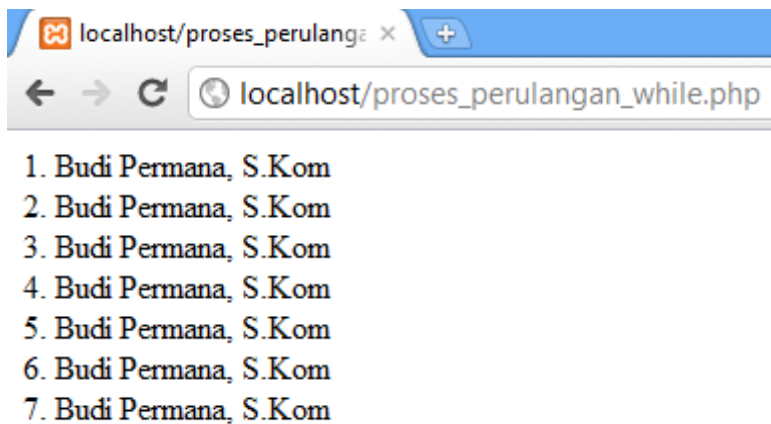 localhost/proses_perulanga
localhost/proses_perulangan_while.php
1. Budi Permana, S.Kom
2. Budi Permana, S.Kom
3. Budi Permana, S.Kom
4. Budi Permana, S.Kom
5. Budi Permana, S.Kom
6. Budi Permana, S.Kom
7. Budi Permana, S.Kom